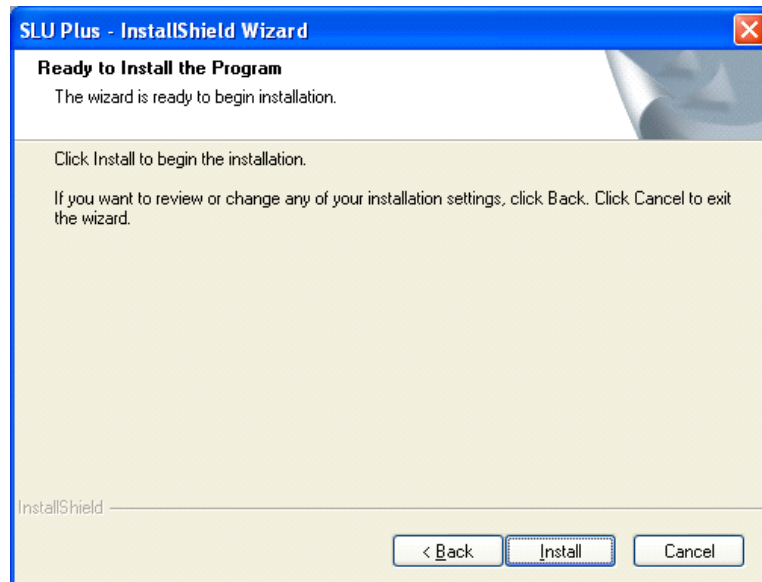 SLU Plus - InstallShield Wizard
Ready to Install the Program
The wizard is ready to begin installation.
Click Install to begin the installation.
If you want to review or change any of your installation settings, click Back. Click Cancel to exit
the wizard.
InstallShield
< Back Install Cancel